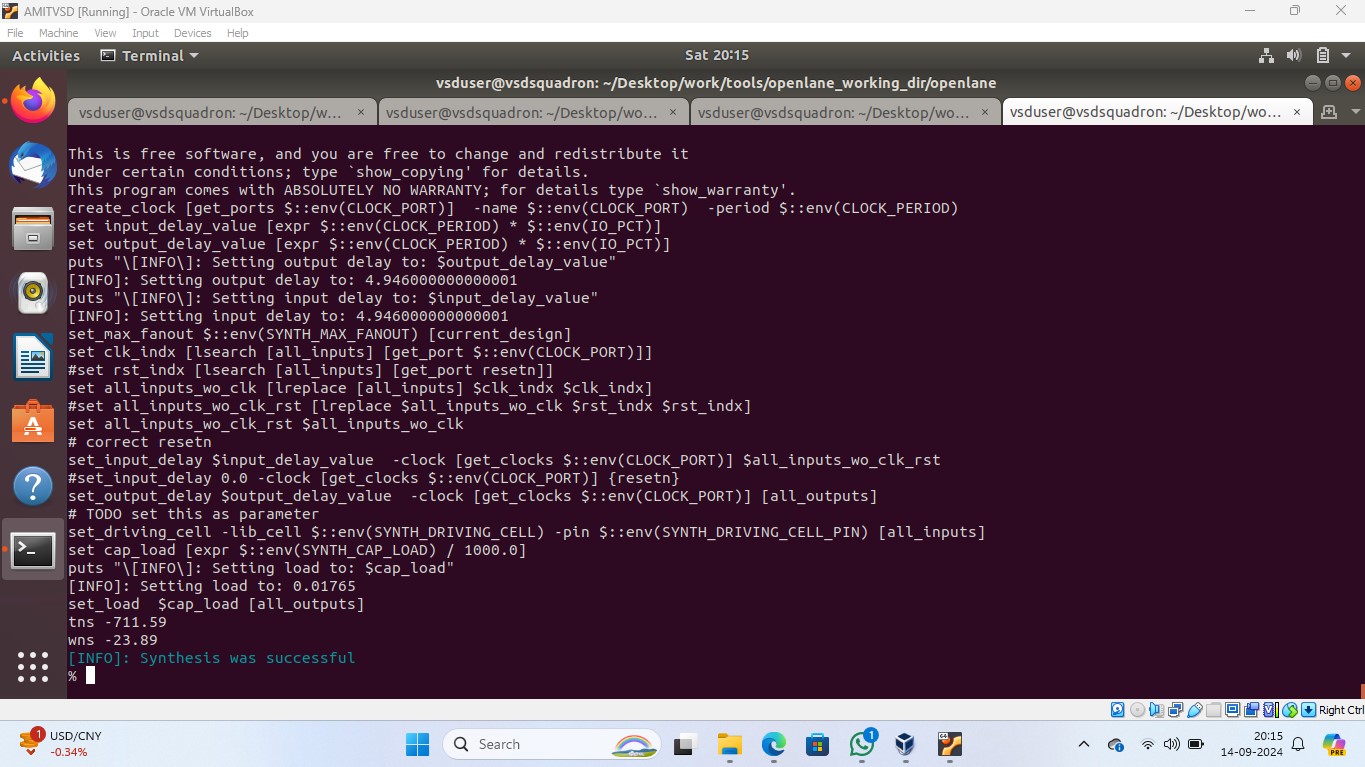 AMITVSD [Running] - Oracle VM VirtualBox
File Machine View Input Devices Help
Activities Terminal Sat 20:15
vsduser@vsdsquadron: ~/Desktop/work/tools/openlane_working_dir/openlane
vsduser@vsdsquadron: ~/Desktop/w... × vsduser@vsdsquadron: ~/Desktop/wo... × vsduser@vsdsquadron: ~/Desktop/wo... × vsduser@vsdsquadron: ~/Desktop/wo... ×
This is free software, and you are free to change and redistribute it
under certain conditions; type `show_copying' for details.
This program comes with ABSOLUTELY NO WARRANTY; for details type `show_warranty'.
create_clock [get_ports $::env(CLOCK_PORT)]  -name $::env(CLOCK_PORT)  -period $::env(CLOCK_PERIOD)
set input_delay_value [expr $::env(CLOCK_PERIOD) * $::env(IO_PCT)]
set output_delay_value [expr $::env(CLOCK_PERIOD) * $::env(IO_PCT)]
puts "\[INFO\]: Setting output delay to: $output_delay_value"
[INFO]: Setting output delay to: 4.946000000000001
puts "\[INFO\]: Setting input delay to: $input_delay_value"
[INFO]: Setting input delay to: 4.946000000000001
set_max_fanout $::env(SYNTH_MAX_FANOUT) [current_design]
set clk_indx [lsearch [all_inputs] [get_port $::env(CLOCK_PORT)]]
#set rst_indx [lsearch [all_inputs] [get_port resetn]]
set all_inputs_wo_clk [lreplace [all_inputs] $clk_indx $clk_indx]
#set all_inputs_wo_clk_rst [lreplace $all_inputs_wo_clk $rst_indx $rst_indx]
set all_inputs_wo_clk_rst $all_inputs_wo_clk
# correct resetn
set_input_delay $input_delay_value  -clock [get_clocks $::env(CLOCK_PORT)] $all_inputs_wo_clk_rst
#set_input_delay 0.0 -clock [get_clocks $::env(CLOCK_PORT)] {resetn}
set_output_delay $output_delay_value  -clock [get_clocks $::env(CLOCK_PORT)] [all_outputs]
# TODO set this as parameter
set_driving_cell -lib_cell $::env(SYNTH_DRIVING_CELL) -pin $::env(SYNTH_DRIVING_CELL_PIN) [all_inputs]
set cap_load [expr $::env(SYNTH_CAP_LOAD) / 1000.0]
puts "\[INFO\]: Setting load to: $cap_load"
[INFO]: Setting load to: 0.01765
set_load  $cap_load [all_outputs]
tns -711.59
wns -23.89
[INFO]: Synthesis was successful
%
Right Ctrl
1 USD/CNY
-0.34%
Search
1
64
20:15
14-09-2024
PRE